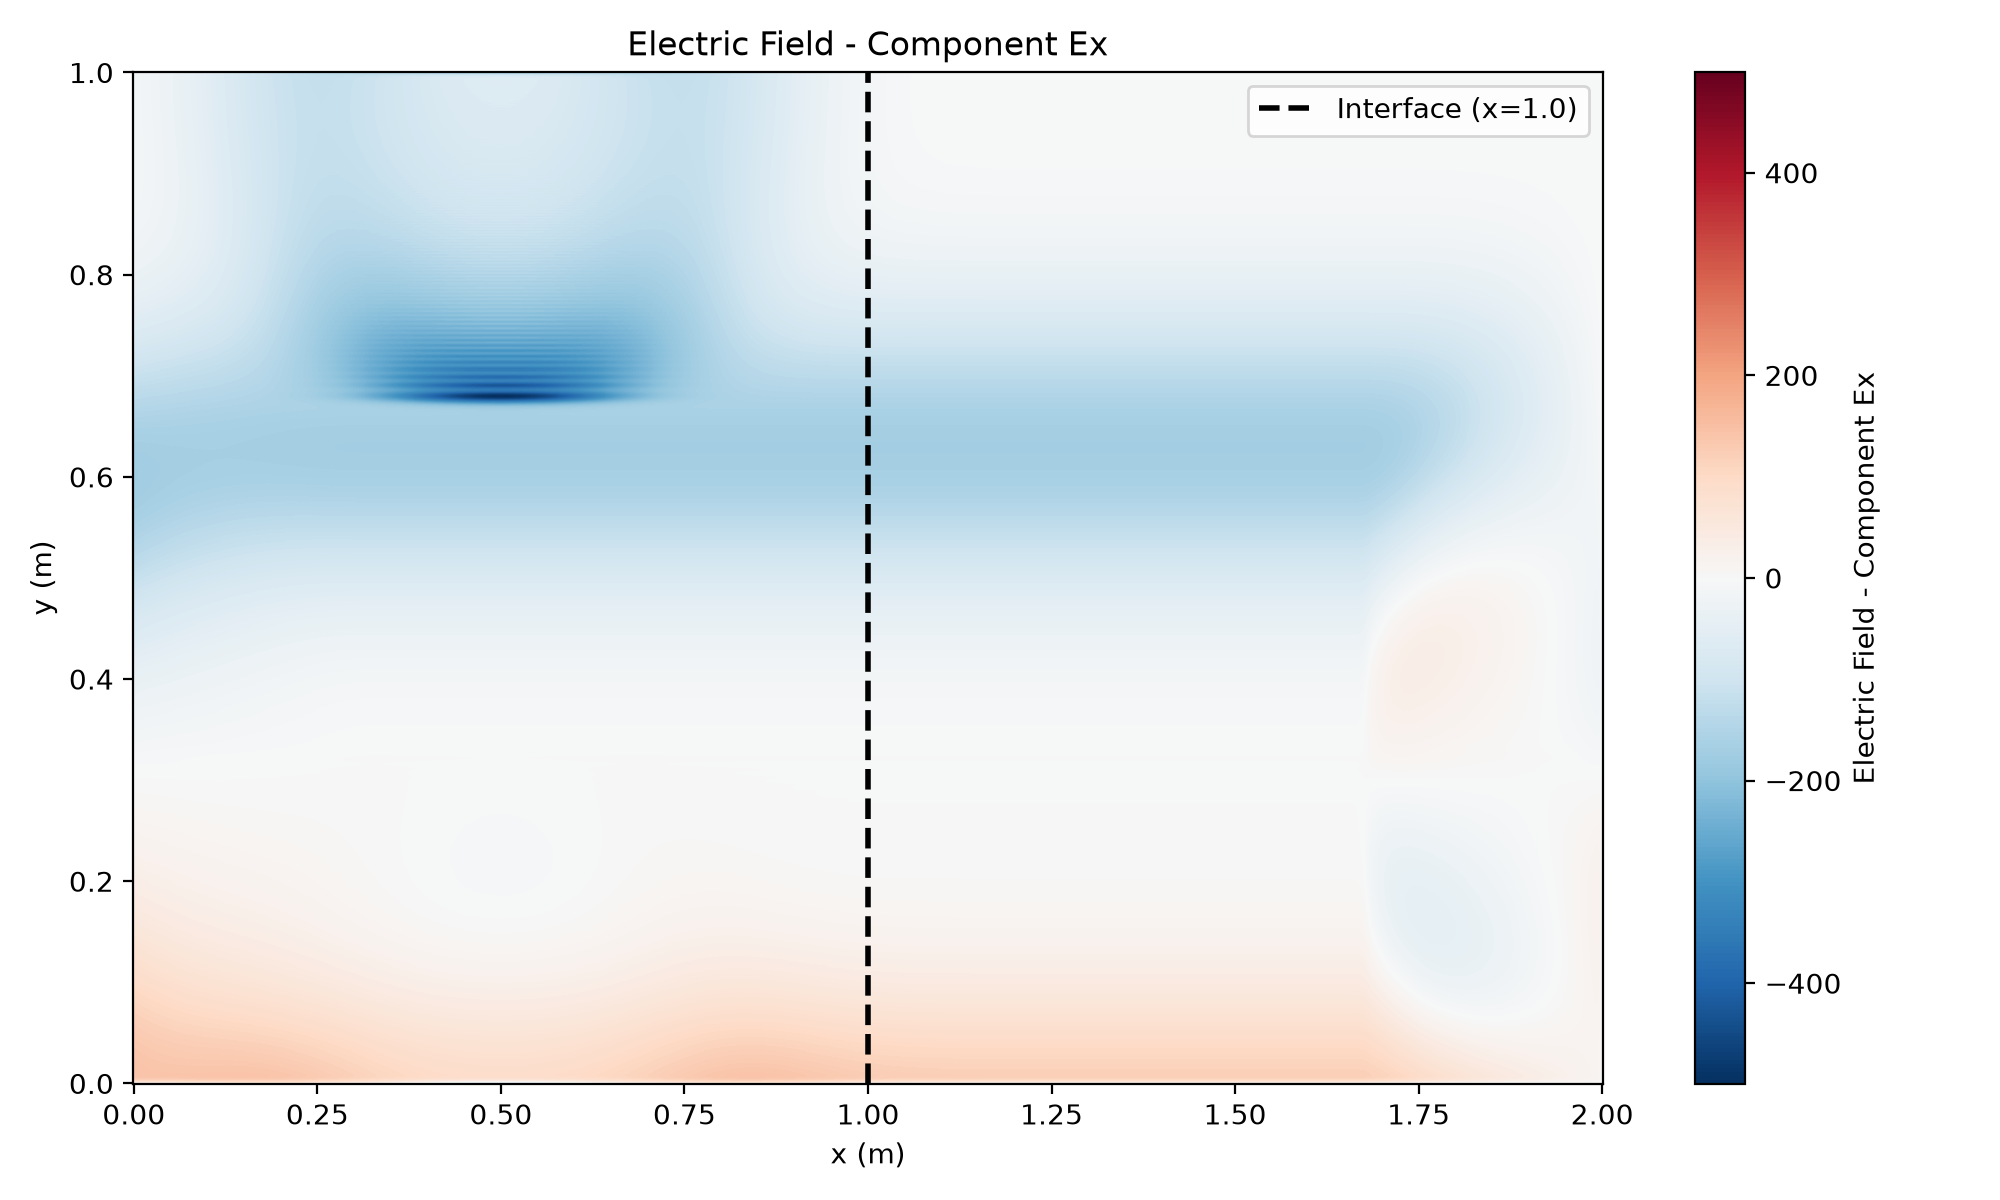 Electric Field - Component Ex
1.0
0.8
0.6
0.4
0.2
0.0
y (m)
0.00 0.25 0.50 0.75 1.00 1.25 1.50 1.75 2.00
x (m)
Interface (x=1.0)
400
200
0
−200
−400
Electric Field - Component Ex